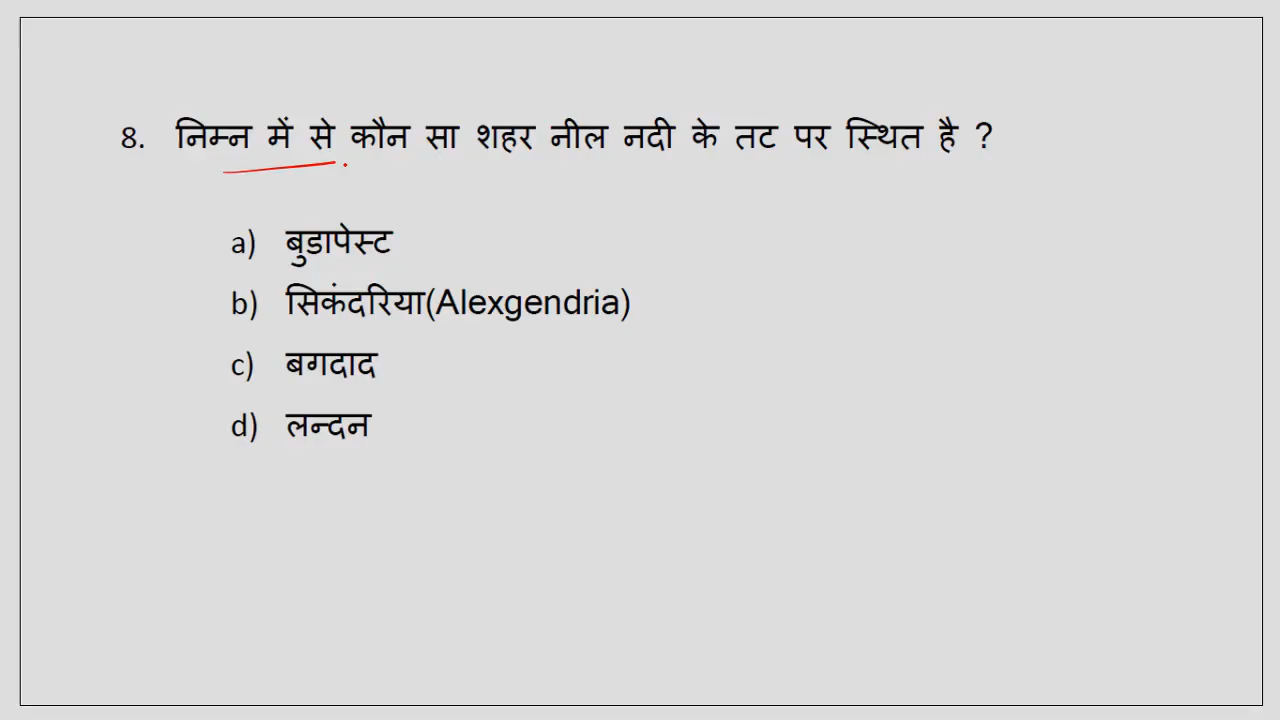 8. निम्न में से कौन सा शहर नील नदी के तट पर स्थित है ?
a) बुडापेस्ट
b) सिकंदरिया(Alexgendria)
c) बगदाद
d) लन्दन